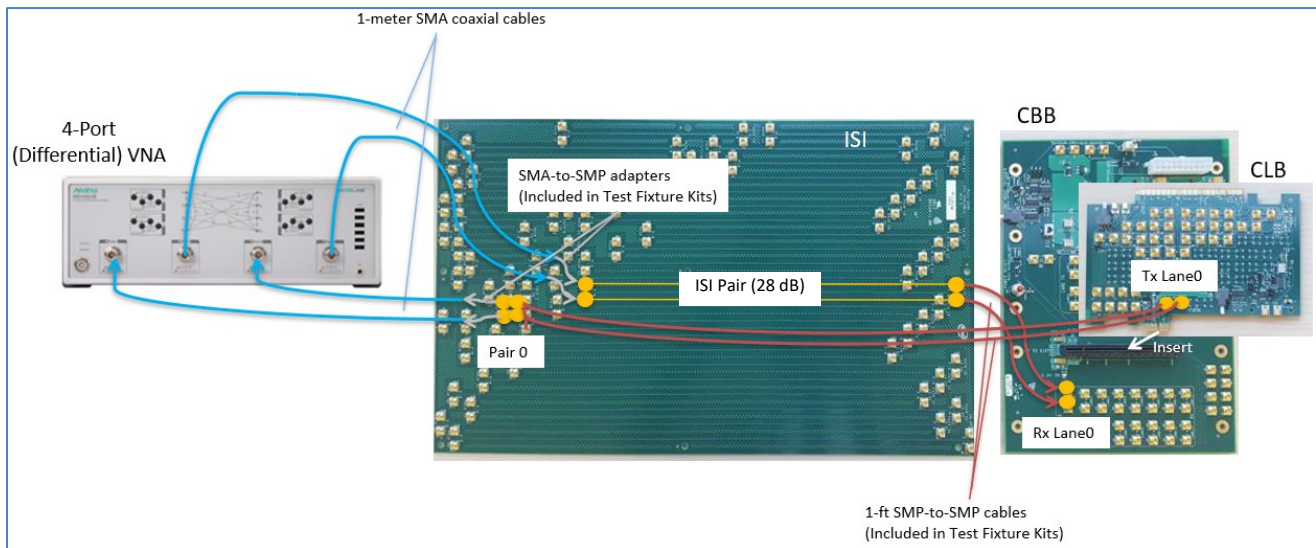 1-meter SMA coaxial cables
4-Port
(Differential) VNA
Anritsu
ISI
SMA-to-SMP adapters
(Included in Test Fixture Kits)
CBB
CLB
Tx Lane0
ISI Pair (28 dB)
Insert
Pair 0
Rx Lane0
1-ft SMP-to-SMP cables
(Included in Test Fixture Kits)